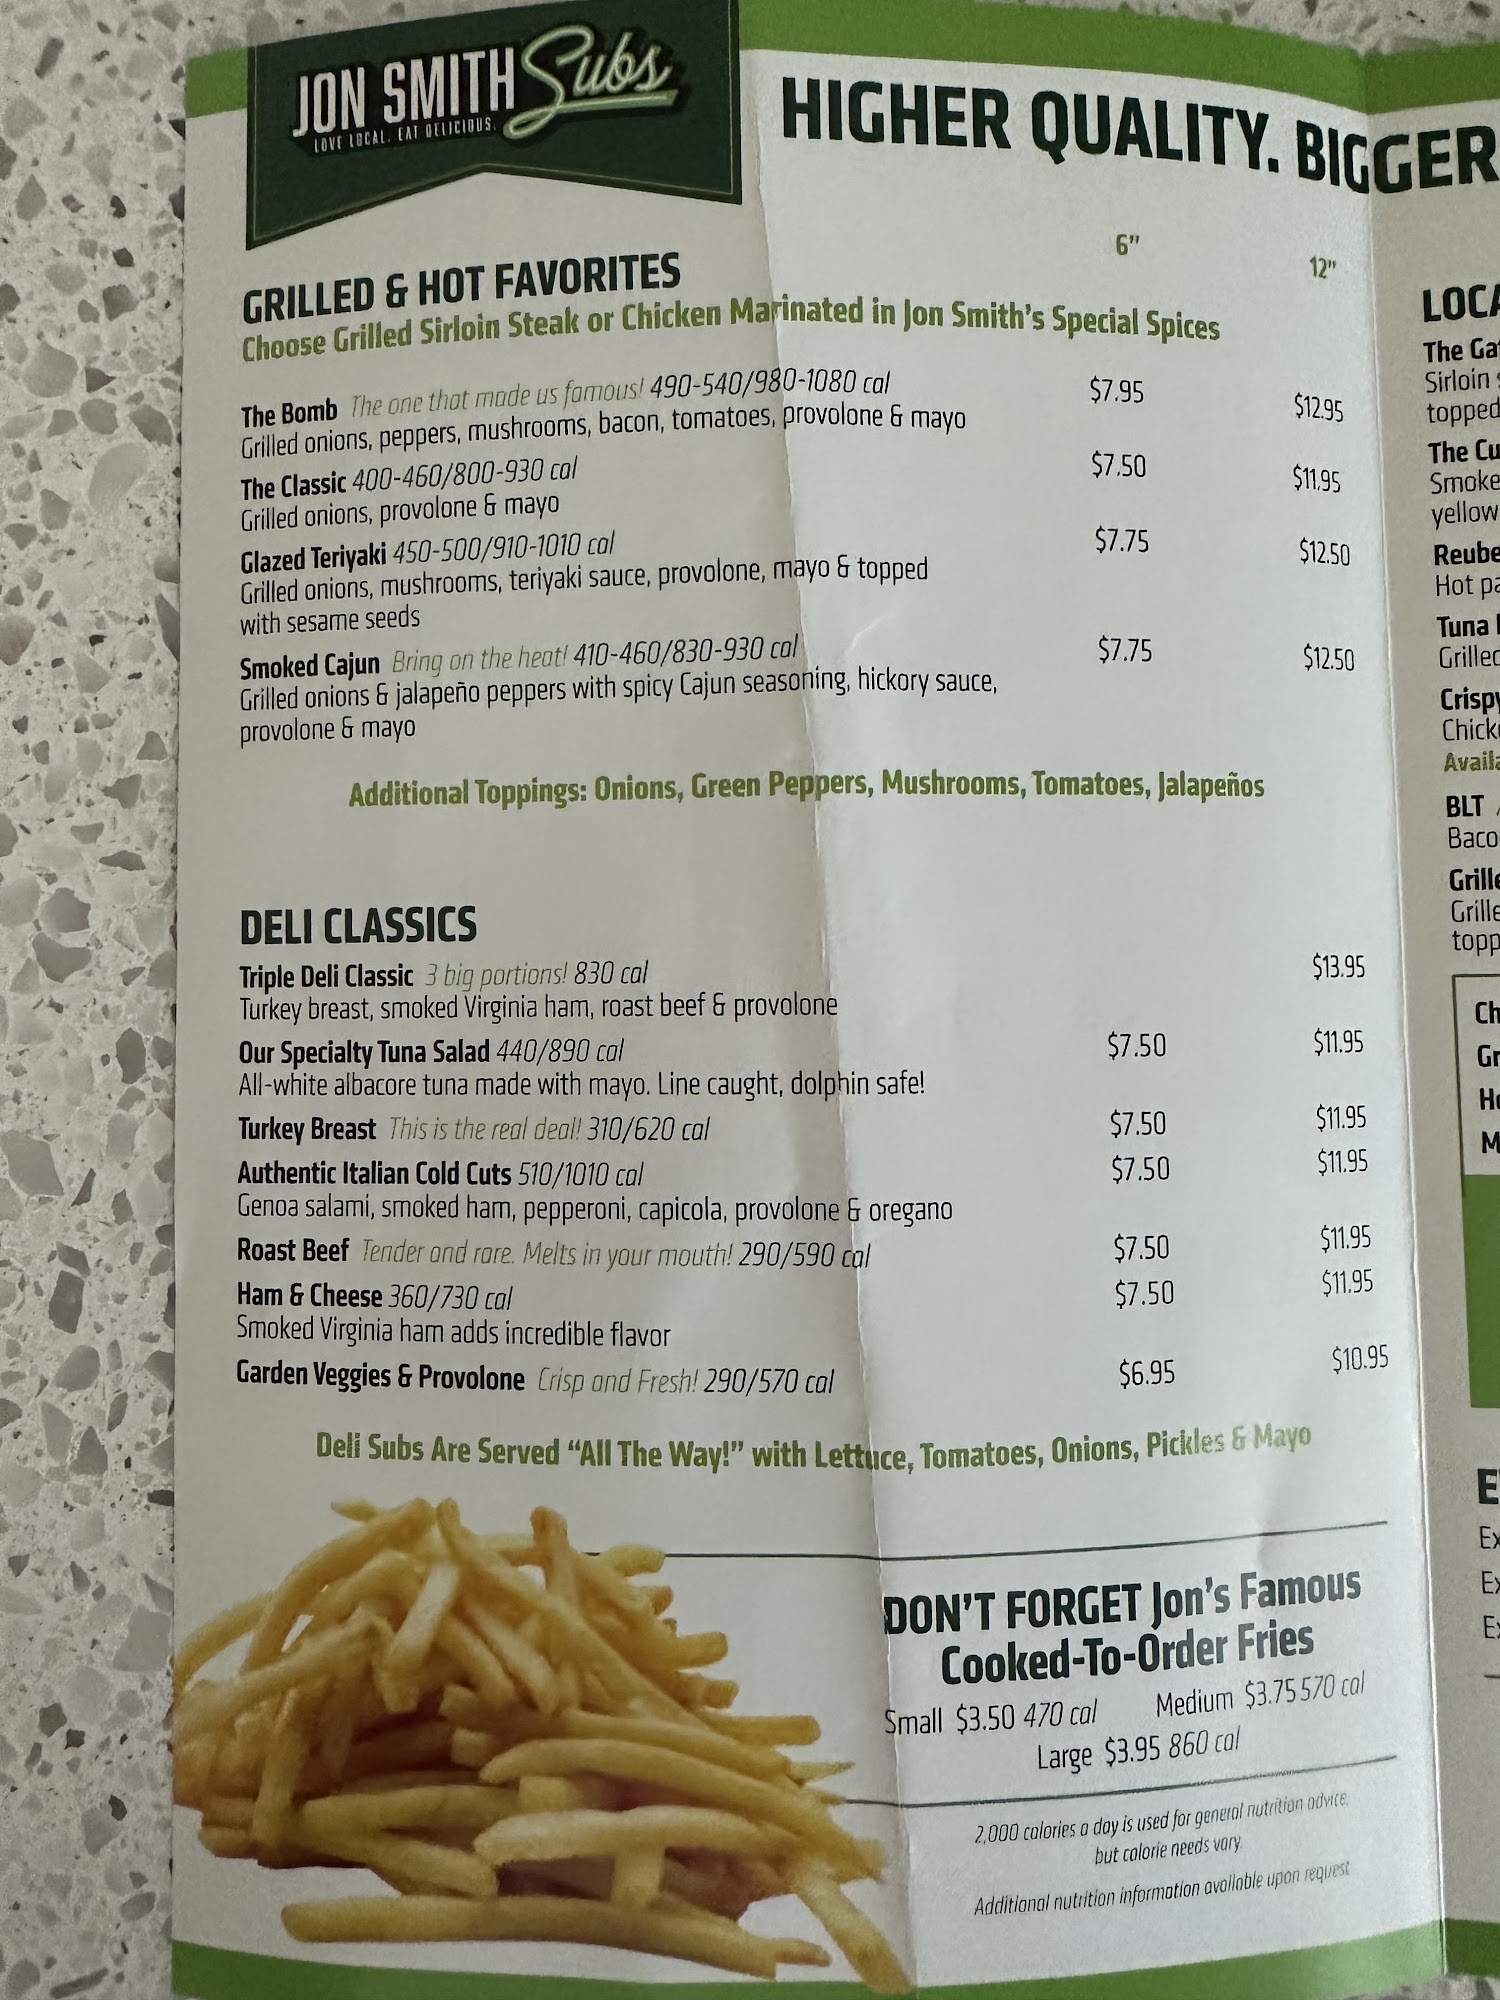 JON SMITH Subs
LOVE LOCAL. EAT DELICIOUS.
HIGHER QUALITY. BIGGER
6” 12”
GRILLED & HOT FAVORITES
Choose Grilled Sirloin Steak or Chicken Marinated in Jon Smith's Special Spices
The Bomb The one that made us famous! 490-540/980-1080 cal $7.95 $12.95
Grilled onions, peppers, mushrooms, bacon, tomatoes, provolone & mayo
The Classic 400-460/800-930 cal $7.50 $11.95
Grilled onions, provolone & mayo
Glazed Teriyaki 450-500/910-1010 cal $7.75 $12.50
Grilled onions, mushrooms, teriyaki sauce, provolone, mayo & topped
with sesame seeds
Smoked Cajun Bring on the heat! 410-460/830-930 cal $7.75 $12.50
Grilled onions & jalapeño peppers with spicy Cajun seasoning, hickory sauce,
provolone & mayo
Additional Toppings: Onions, Green Peppers, Mushrooms, Tomatoes, Jalapeños
DELI CLASSICS
Triple Deli Classic 3 big portions! 830 cal $13.95
Turkey breast, smoked Virginia ham, roast beef & provolone
Our Specialty Tuna Salad 440/890 cal $7.50 $11.95
All-white albacore tuna made with mayo. Line caught, dolphin safe!
Turkey Breast This is the real deal! 310/620 cal $7.50 $11.95
Authentic Italian Cold Cuts 510/1010 cal $7.50 $11.95
Genoa salami, smoked ham, pepperoni, capicola, provolone & oregano
Roast Beef Tender and rare. Melts in your mouth! 290/590 cal $7.50 $11.95
Ham & Cheese 360/730 cal $7.50 $11.95
Smoked Virginia ham adds incredible flavor
Garden Veggies & Provolone Crisp and Fresh! 290/570 cal $6.95 $10.95
Deli Subs Are Served “All The Way!” with Lettuce, Tomatoes, Onions, Pickles & Mayo
DON'T FORGET Jon's Famous
Cooked-To-Order Fries
Small $3.50 470 cal Medium $3.75 570 cal
Large $3.95 860 cal
2,000 calories a day is used for general nutrition advice,
but calorie needs vary.
Additional nutrition information available upon request
The
Sirloin
topped
The
yellow
Hot
Tuna
BLT